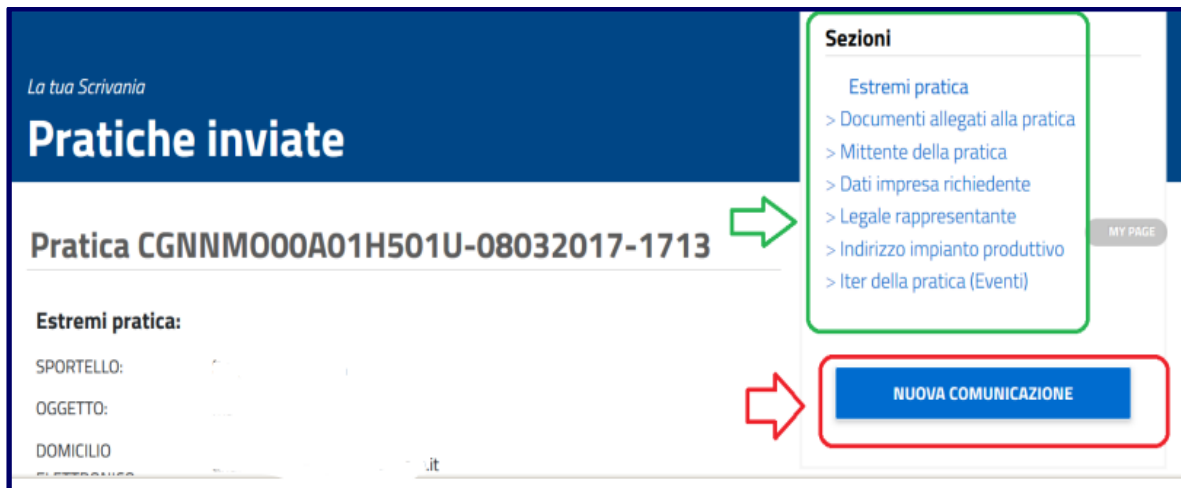 La tua Scrivania
Pratiche inviate
Pratica CGNNMO00A01H501U-08032017-1713
Estremi pratica:
SPORTELLO:
OGGETTO:
DOMICILIO
ELETTRONICO
.it
Sezioni
Estremi pratica
> Documenti allegati alla pratica
> Mittente della pratica
> Dati impresa richiedente
> Legale rappresentante
> Indirizzo impianto produttivo
> Iter della pratica (Eventi)
MY PAGE
NUOVA COMUNICAZIONE